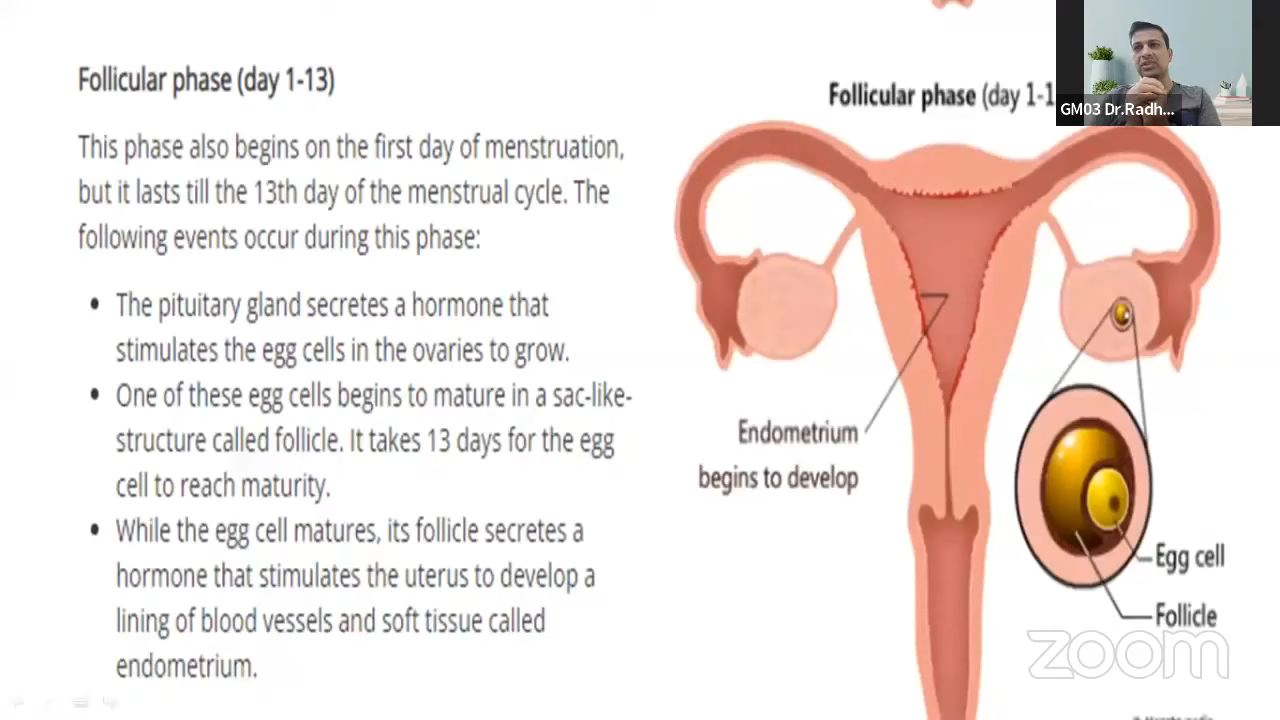 Follicular phase (day 1-13)
This phase also begins on the first day of menstruation,
but it lasts till the 13th day of the menstrual cycle. The
following events occur during this phase:
• The pituitary gland secretes a hormone that
stimulates the egg cells in the ovaries to grow.
• One of these egg cells begins to mature in a sac-like-
structure called follicle. It takes 13 days for the egg
cell to reach maturity.
• While the egg cell matures, its follicle secretes a
hormone that stimulates the uterus to develop a
lining of blood vessels and soft tissue called
endometrium.
Follicular phase (day 1-1
GM03 Dr.Radh...
Endometrium
begins to develop
Egg cell
Follicle
zoom